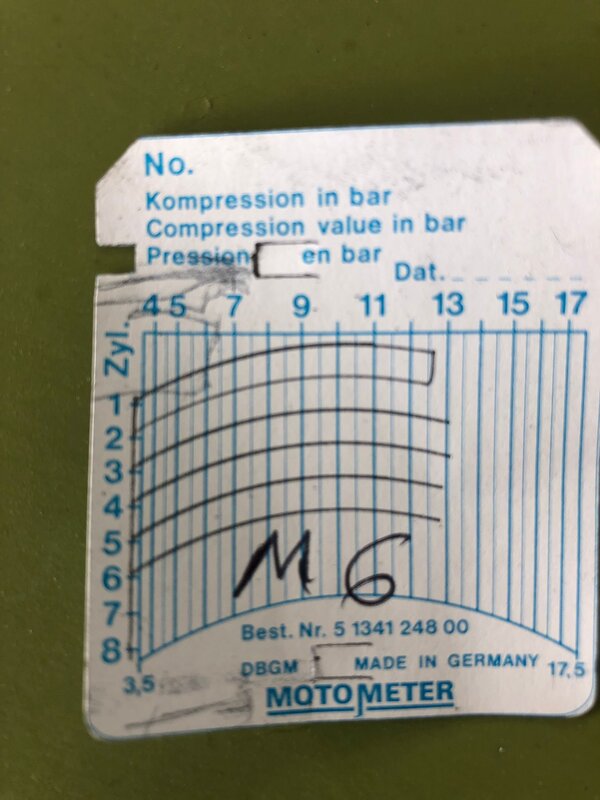 No.
Kompression in bar
Compression value in bar
Pression en bar
Dat.
4 5 7 9 11 13 15 17
Zyl.
1
2
3
4
5
6
7
8
M 6
Best. Nr. 5 1341 248 00
DBGM MADE IN GERMANY
3,5 17,5
MOTOMETER